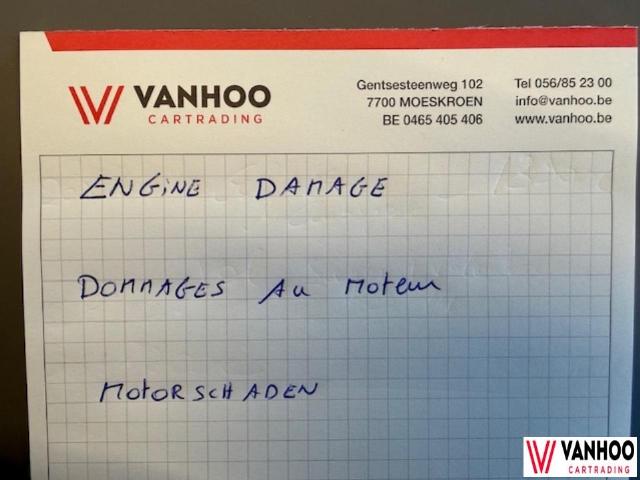 VANHOO
CARTRADING
Gentsesteenweg 102
7700 MOESKROEN
BE 0465 405 406
Tel 056/85 23 00
info@vanhoo.be
www.vanhoo.be
ENGiNE DAMAGE
DOMMAGES Au moteur
MotoRschADEN
VANHOO
CARTRADING